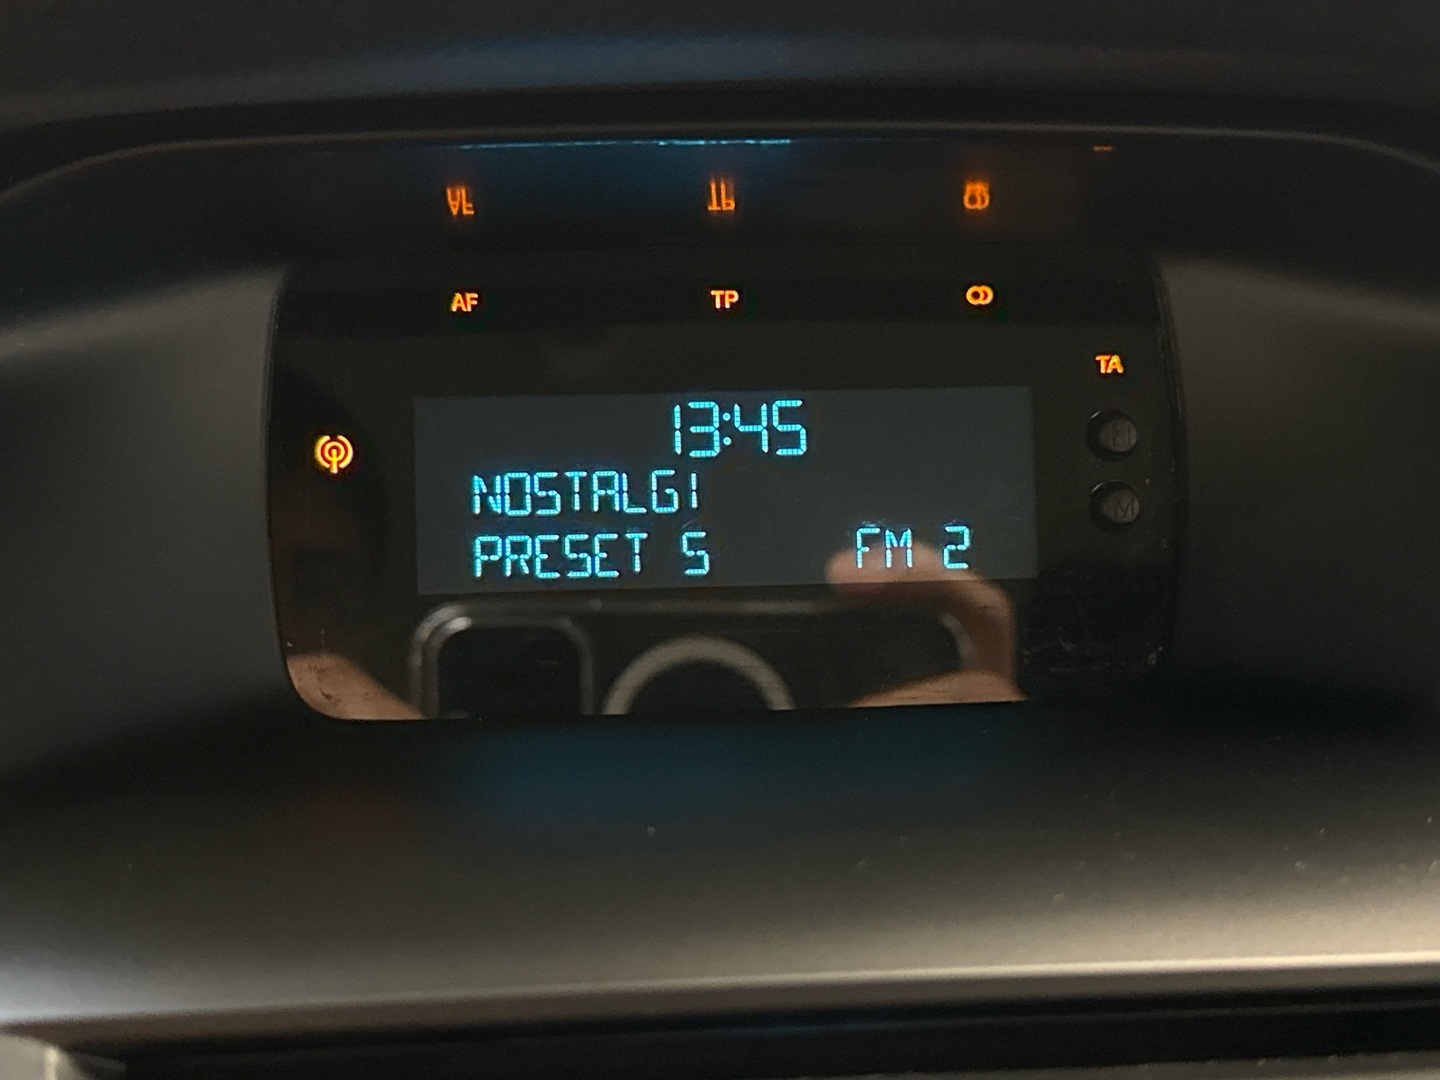 AF TP
TA
13:45
NOSTALGI
PRESET 5 FM 2
H
M